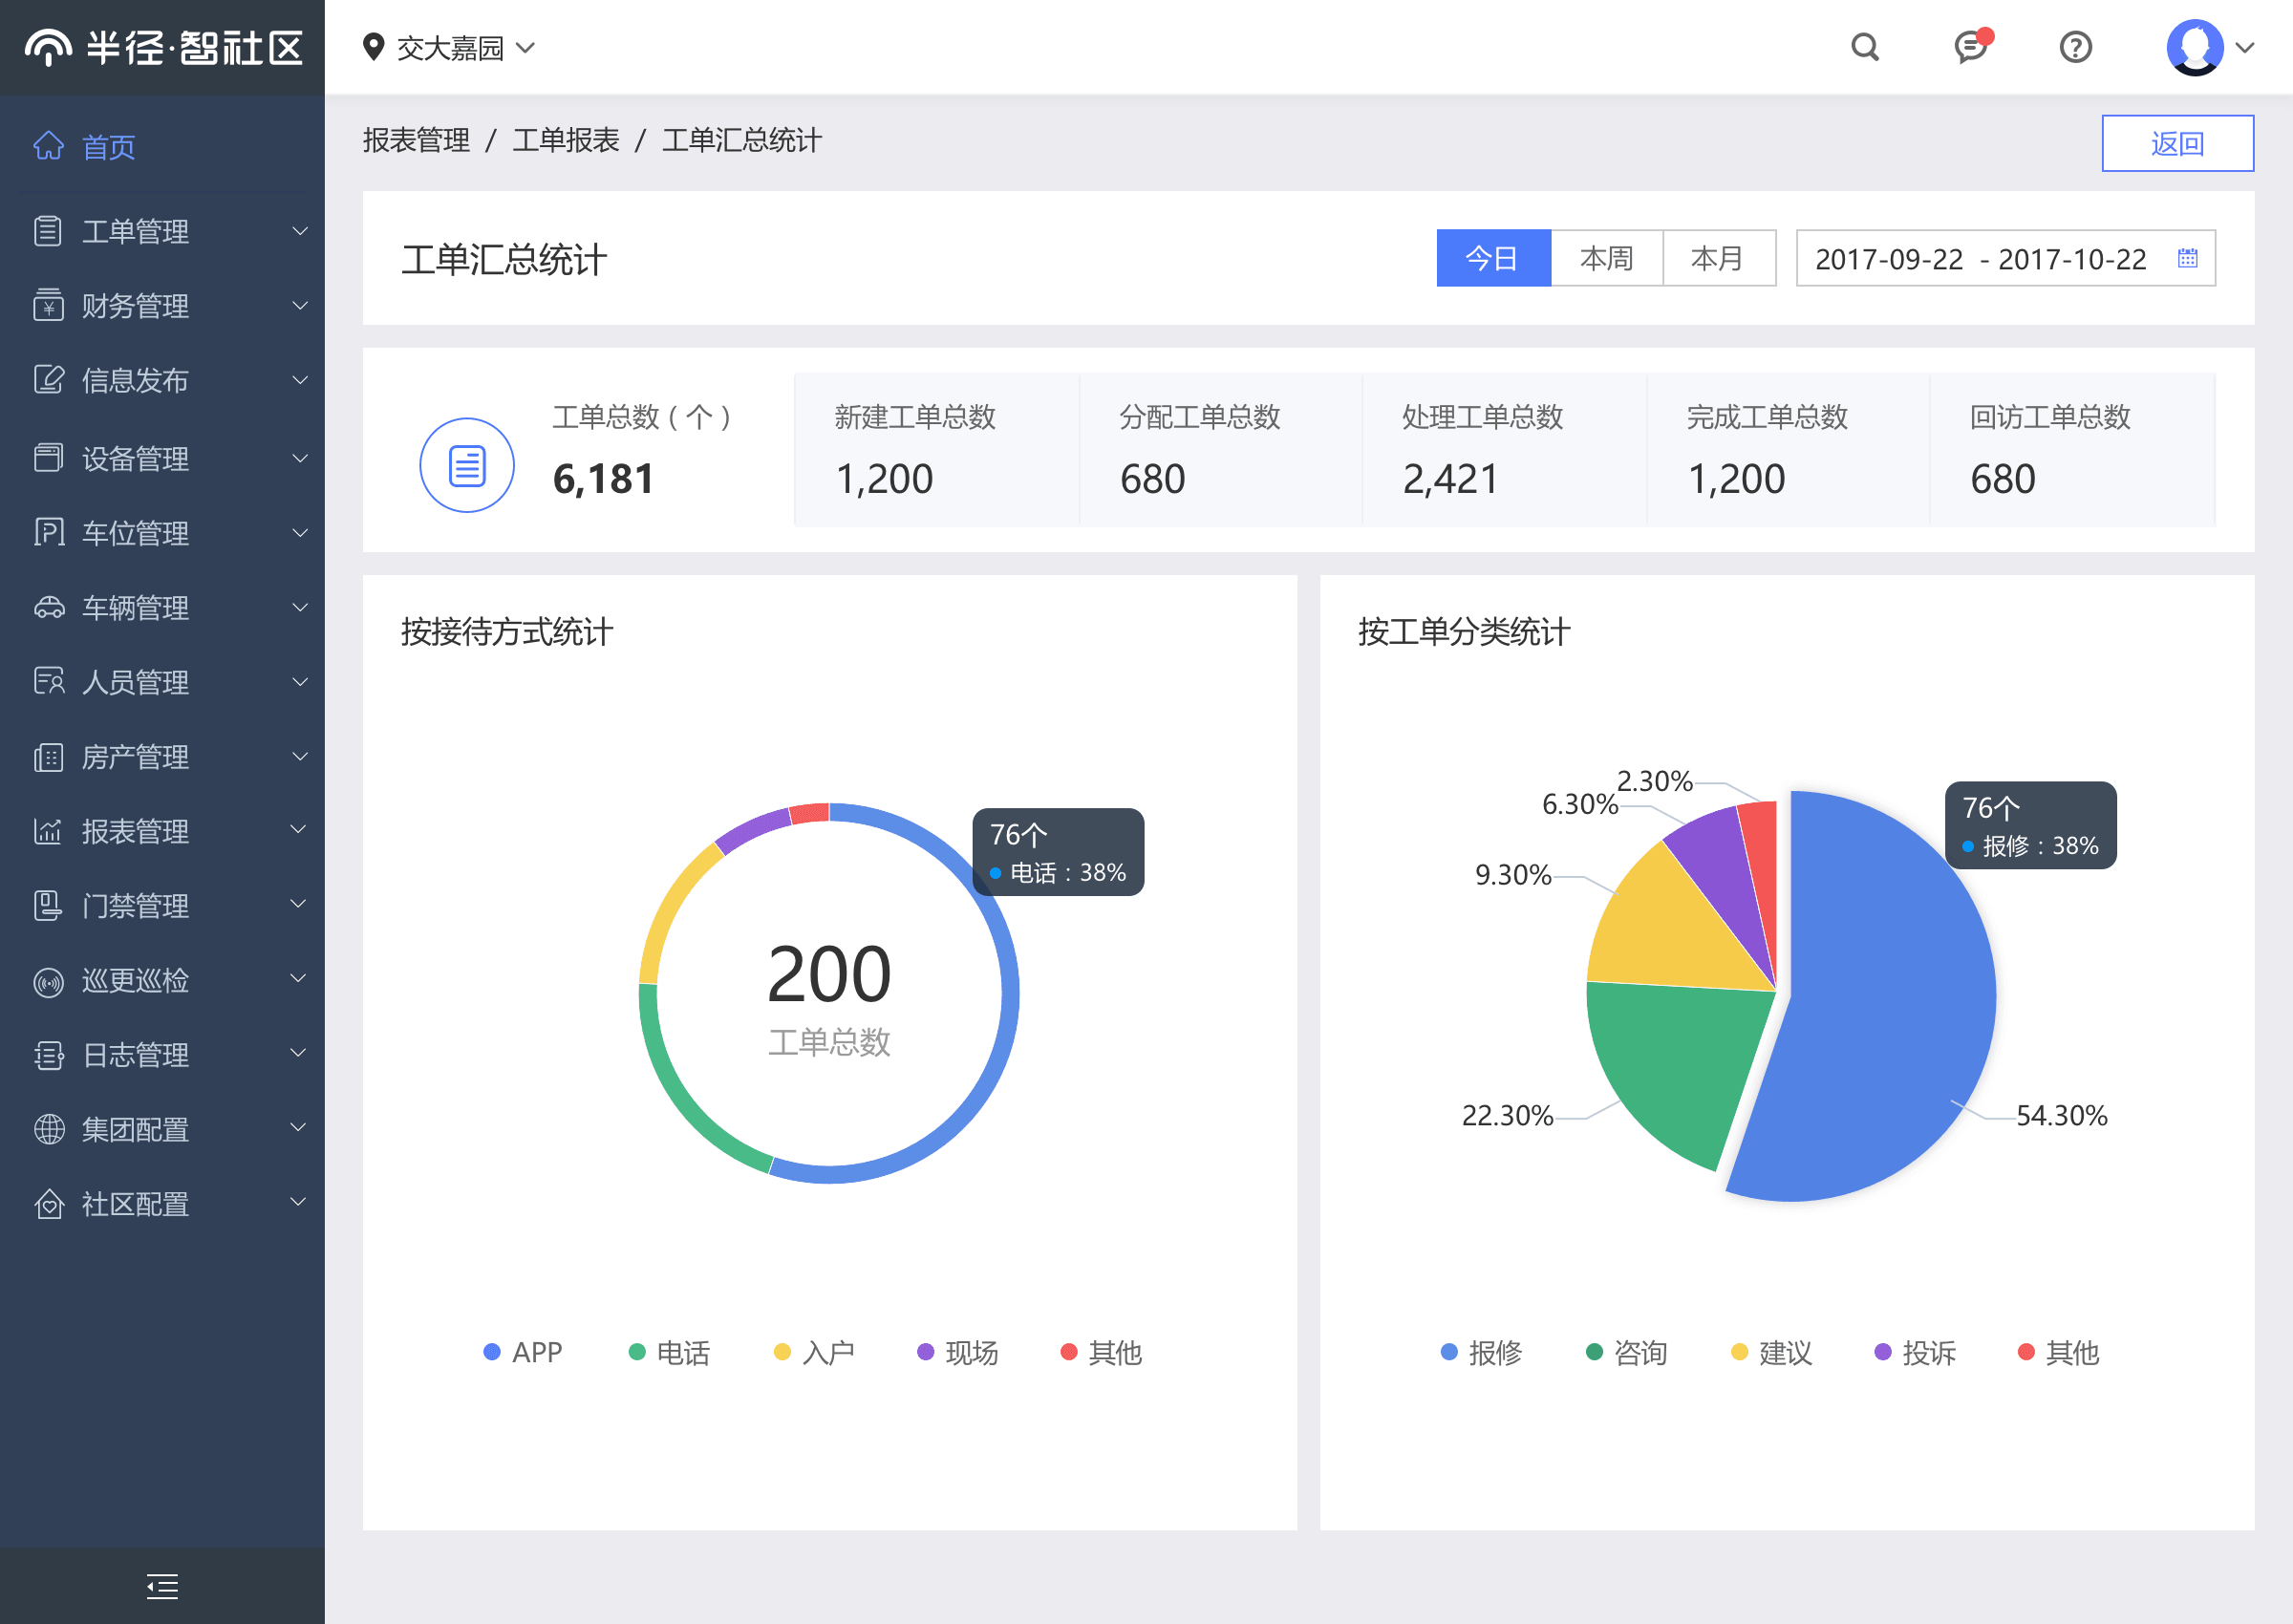 半径·智社区
交大嘉园
首页
工单管理
财务管理
信息发布
设备管理
车位管理
车辆管理
人员管理
房产管理
报表管理
门禁管理
巡更巡检
日志管理
集团配置
社区配置
报表管理 / 工单报表 / 工单汇总统计
返回
工单汇总统计
今日 本周 本月 2017-09-22 - 2017-10-22
工单总数（个）
6,181
新建工单总数
1,200
分配工单总数
680
处理工单总数
2,421
完成工单总数
1,200
回访工单总数
680
按接待方式统计
76个
电话：38%
200
工单总数
APP 电话 入户 现场 其他
按工单分类统计
2.30%
6.30%
9.30%
22.30%
54.30%
76个
报修：38%
报修 咨询 建议 投诉 其他